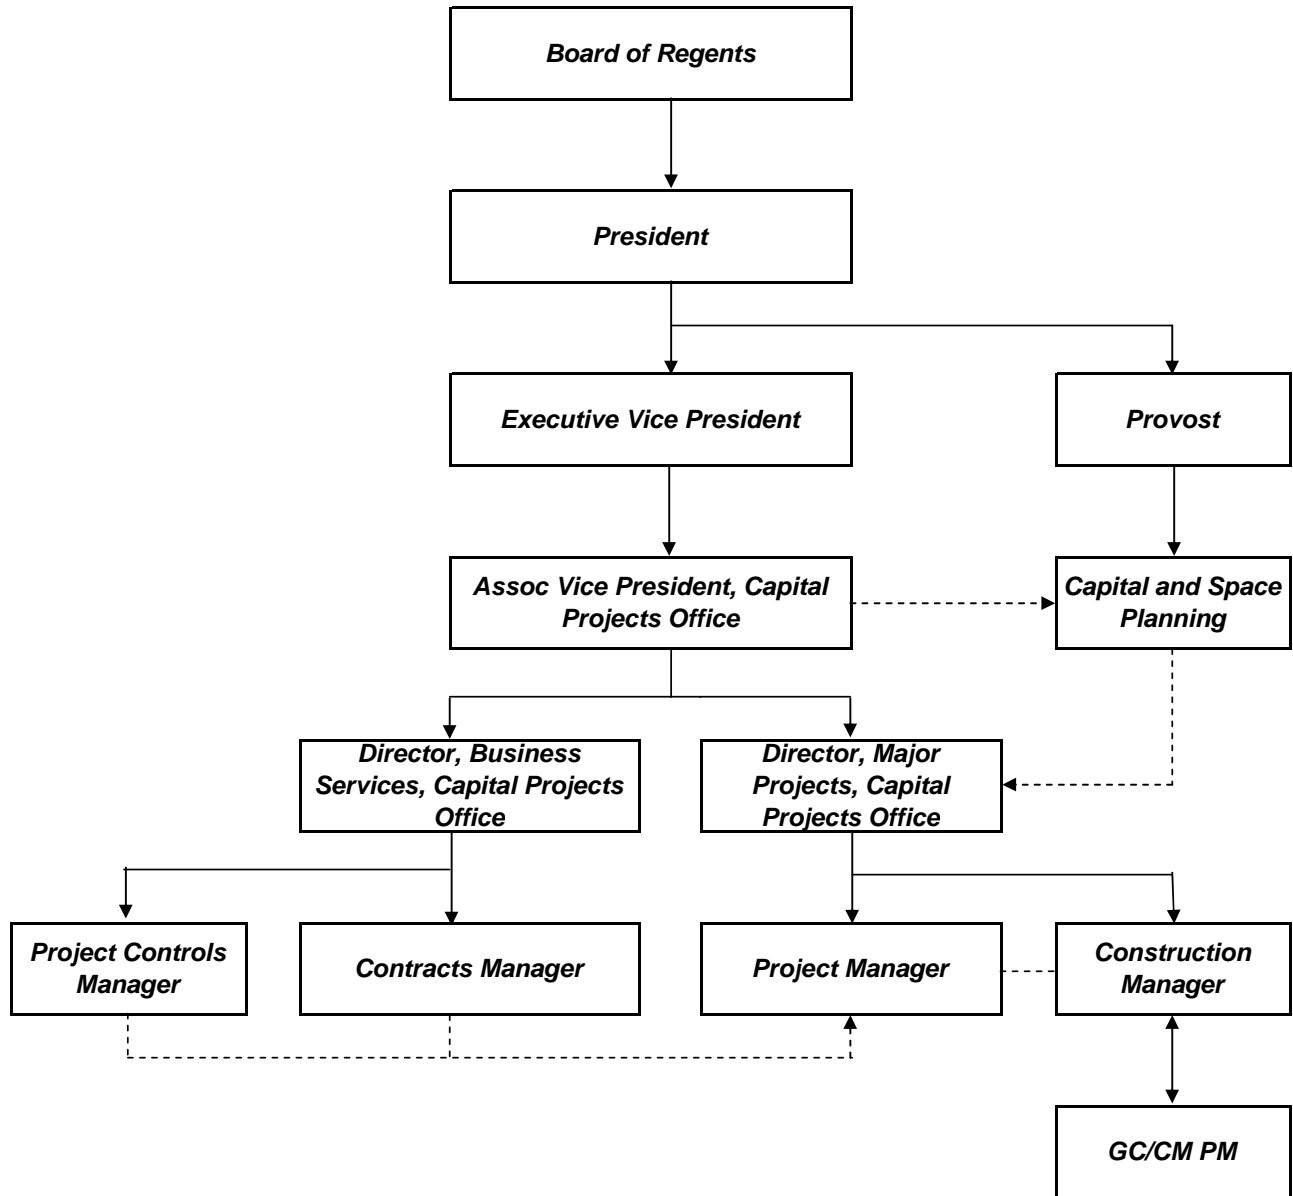 Board of Regents
President
Executive Vice President
Provost
Assoc Vice President, Capital
Projects Office
Capital and Space
Planning
Director, Business
Services, Capital Projects
Office
Director, Major
Projects, Capital
Projects Office
Project Controls
Manager
Contracts Manager
Project Manager
Construction
Manager
GC/CM PM